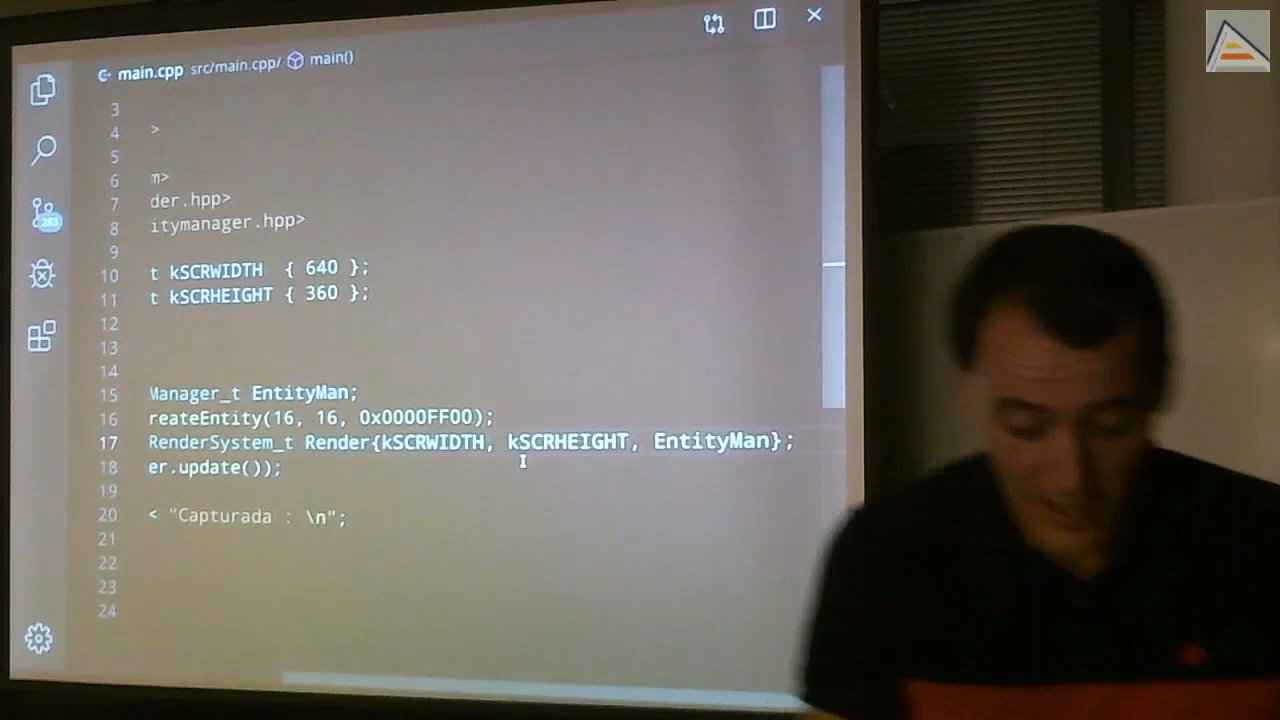 main.cpp src/main.cpp/ main()
3
4 >
5
6 m>
7 der.hpp>
8 itymanager.hpp>
9
10 t kSCRWIDTH { 640 };
11 t kSCRHEIGHT { 360 };
12
13
14
15 Manager_t EntityMan;
16 reateEntity(16, 16, 0x0000FF00);
17 RenderSystem_t Render{kSCRWIDTH, kSCRHEIGHT, EntityMan};
18 er.update());
19
20 < "Capturada : \n";
21
22
23
24
283